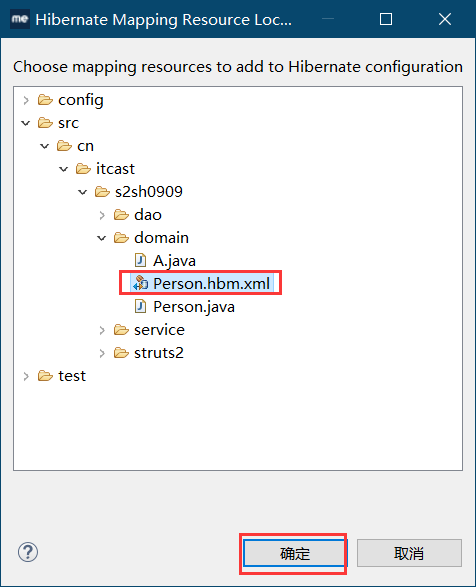 me Hibernate Mapping Resource Loc...
Choose mapping resources to add to Hibernate configuration
config
src
cn
itcast
s2sh0909
dao
domain
A.java
Person.hbm.xml
Person.java
service
struts2
test
?
确定 取消